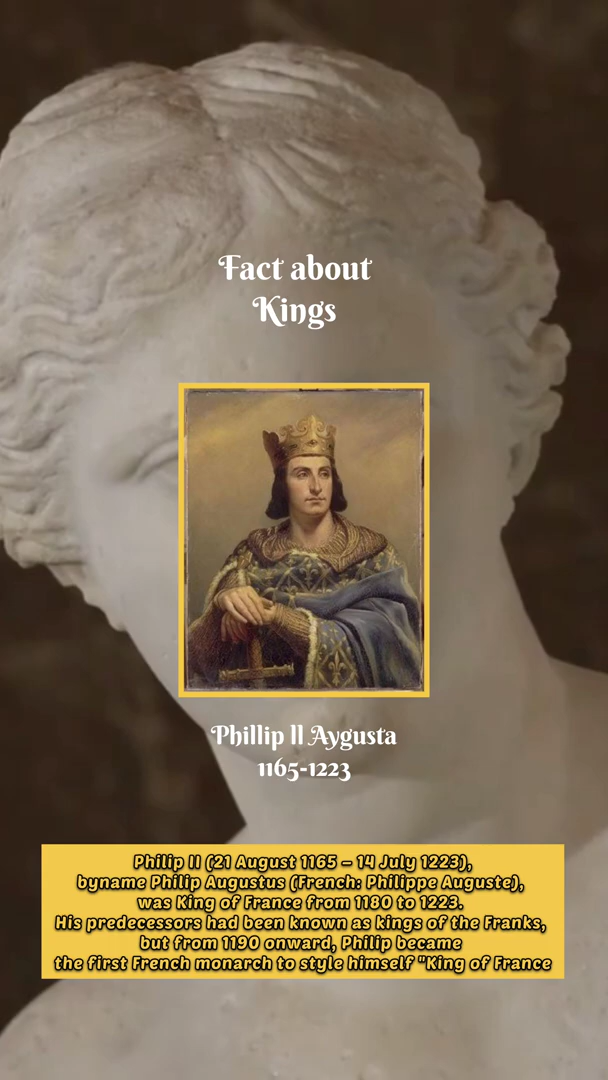 Fact about
Kings
Phillip ll Aygusta
1165-1223
Philip II (21 August 1165 – 14 July 1223),
byname Philip Augustus (French: Philippe Auguste),
was King of France from 1180 to 1223.
His predecessors had been known as kings of the Franks,
but from 1190 onward, Philip became
the first French monarch to style himself "King of France